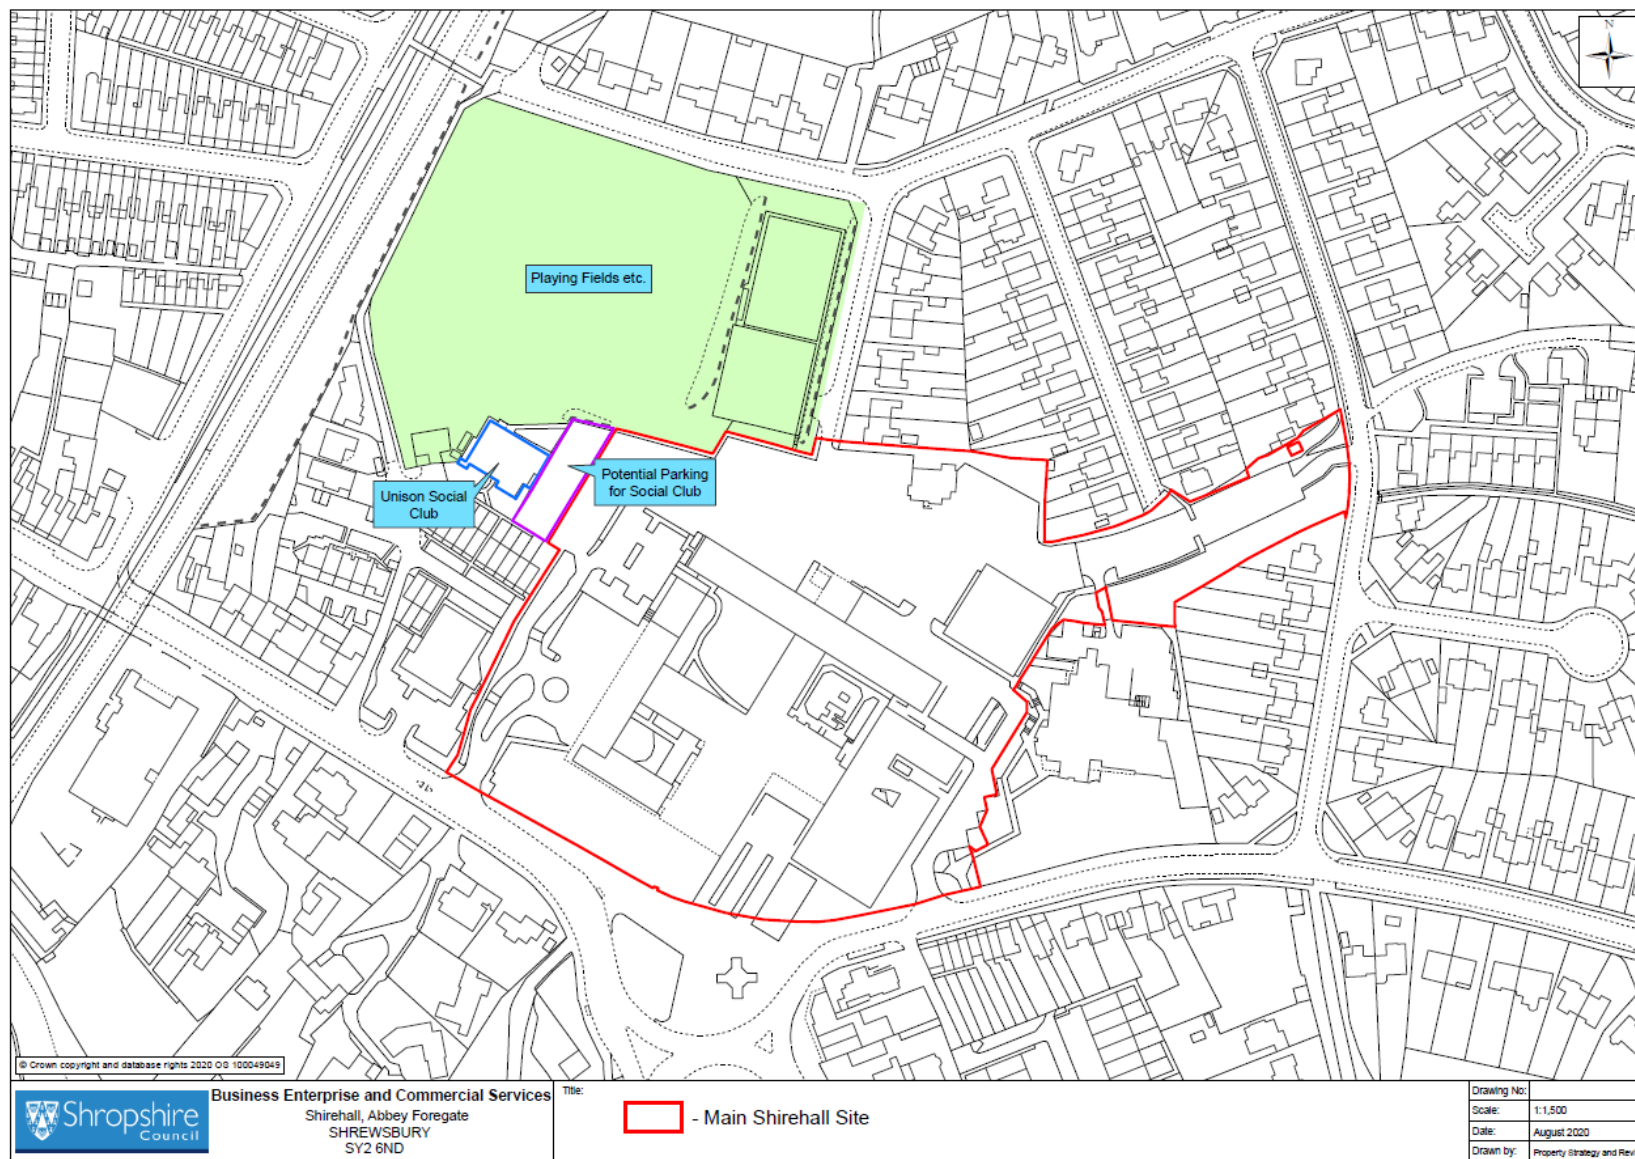 N
Playing Fields etc.
Potential Parking
for Social Club
Unison Social
Club
© Crown copyright and database rights 2020 OS 100049049
Shropshire
Council
Business Enterprise and Commercial Services
Shirehall, Abbey Foregate
SHREWSBURY
SY2 6ND
Title:
- Main Shirehall Site
Drawing No:
Scale: 1:1,500
Date: August 2020
Drawn by: Property Strategy and